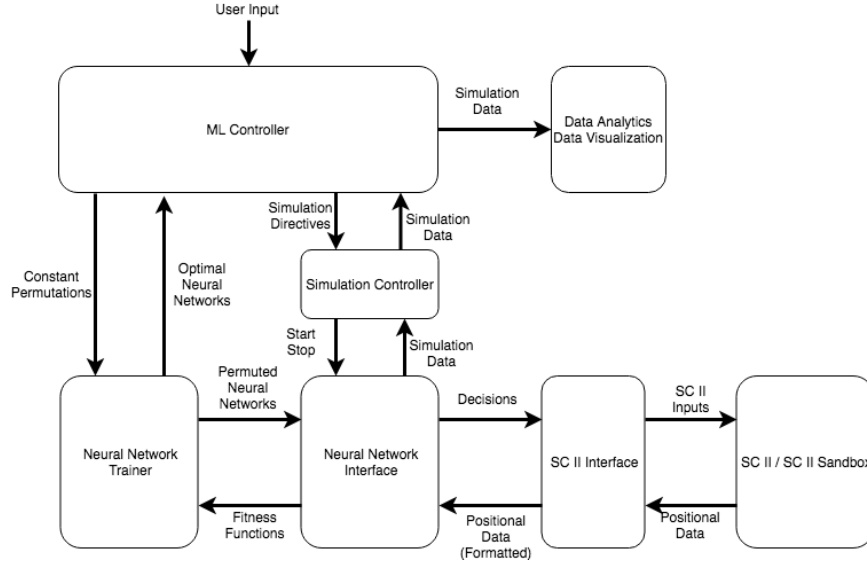 User Input
ML Controller
Simulation
Data
Data Analytics
Data Visualization
Constant
Permutations
Optimal
Neural
Networks
Simulation
Directives
Simulation
Data
Simulation Controller
Start
Stop
Simulation Data
Neural Network
Trainer
Permuted
Neural
Networks
Fitness
Functions
Neural Network
Interface
Decisions
Positional
Data
(Formatted)
SC II Interface
SC II
Inputs
Positional
Data
SC II / SC II Sandbox